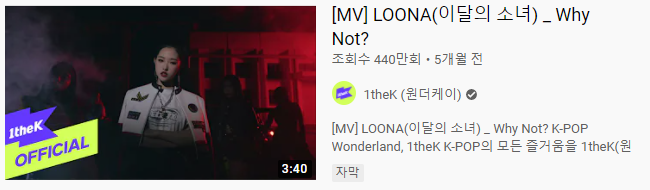 [MV] LOONA(이달의 소녀) _ Why
Not?
조회수 440만회 • 5개월 전
1theK (원더케이)
[MV] LOONA(이달의 소녀) _ Why Not? K-POP
Wonderland, 1theK K-POP의 모든 즐거움을 1theK(원
자막
1theK
OFFICIAL
3:40